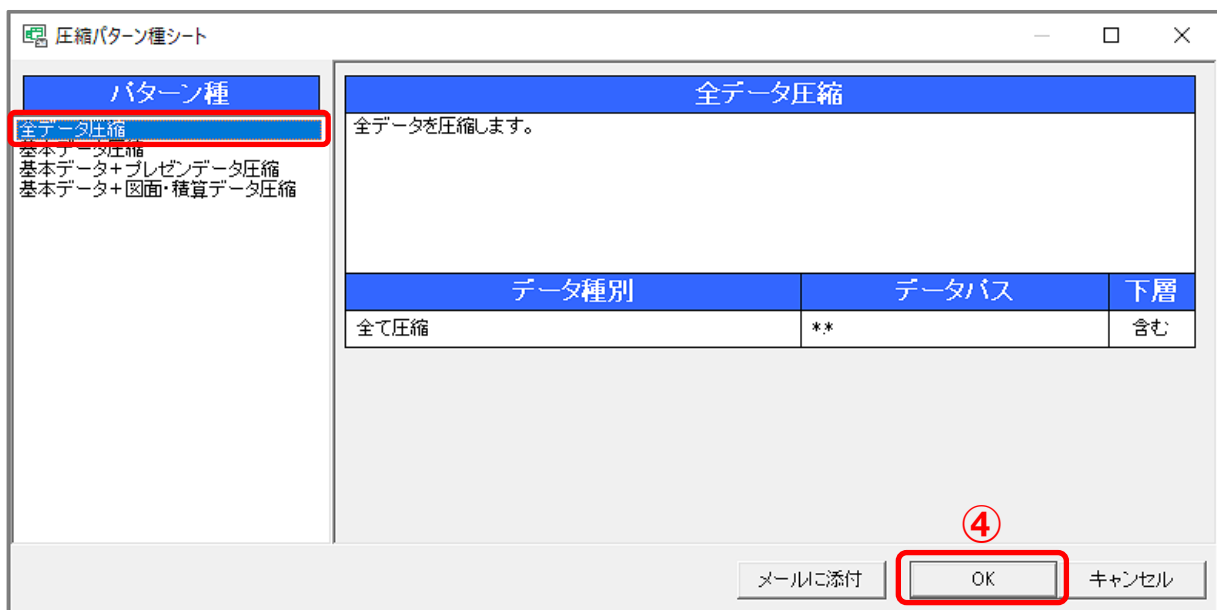 圧縮パターン種シート
パターン種
全データ圧縮
基本データ圧縮
基本データ+プレゼンデータ圧縮
基本データ+図面・積算データ圧縮
全データ圧縮
全データを圧縮します。
データ種別 データパス 下層
全て圧縮 *.* 含む
④
メールに添付 OK キャンセル